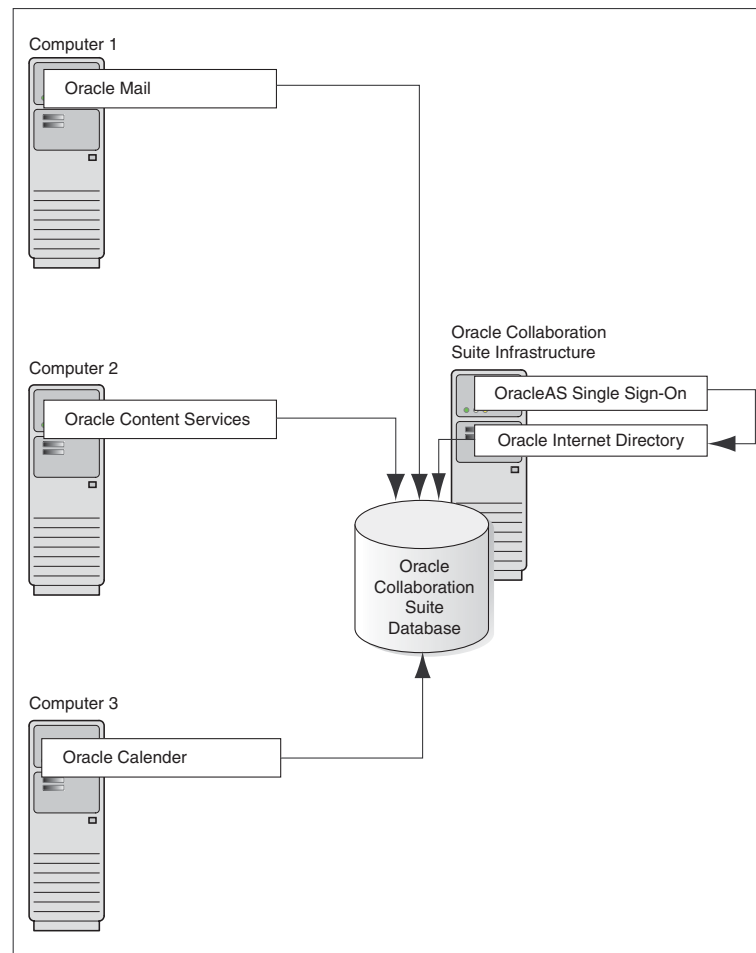 Computer 1
Oracle Mail
Oracle Collaboration
Suite Infrastructure
OracleAS Single Sign-On
Computer 2
Oracle Content Services
Oracle Internet Directory
Oracle
Collaboration
Suite
Database
Computer 3
Oracle Calender